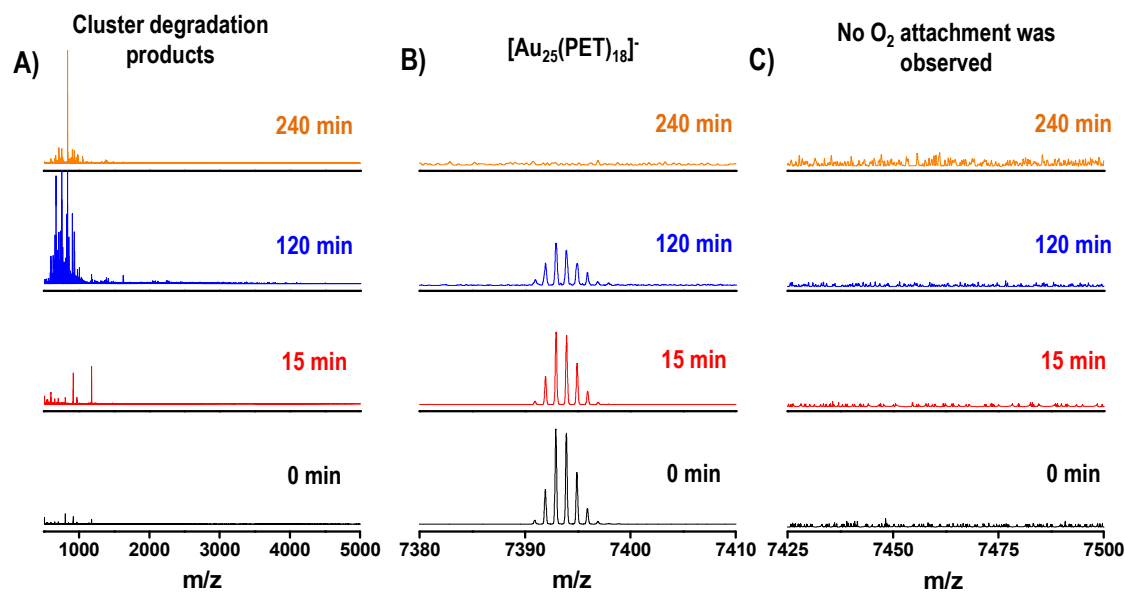 Cluster degradation
products
A)
240 min
120 min
15 min
0 min
1000 2000 3000 4000 5000
m/z
[Au25(PET)18]-
B)
240 min
120 min
15 min
0 min
7380 7390 7400 7410
m/z
No O2 attachment was
observed
C)
240 min
120 min
15 min
0 min
7425 7450 7475 7500
m/z